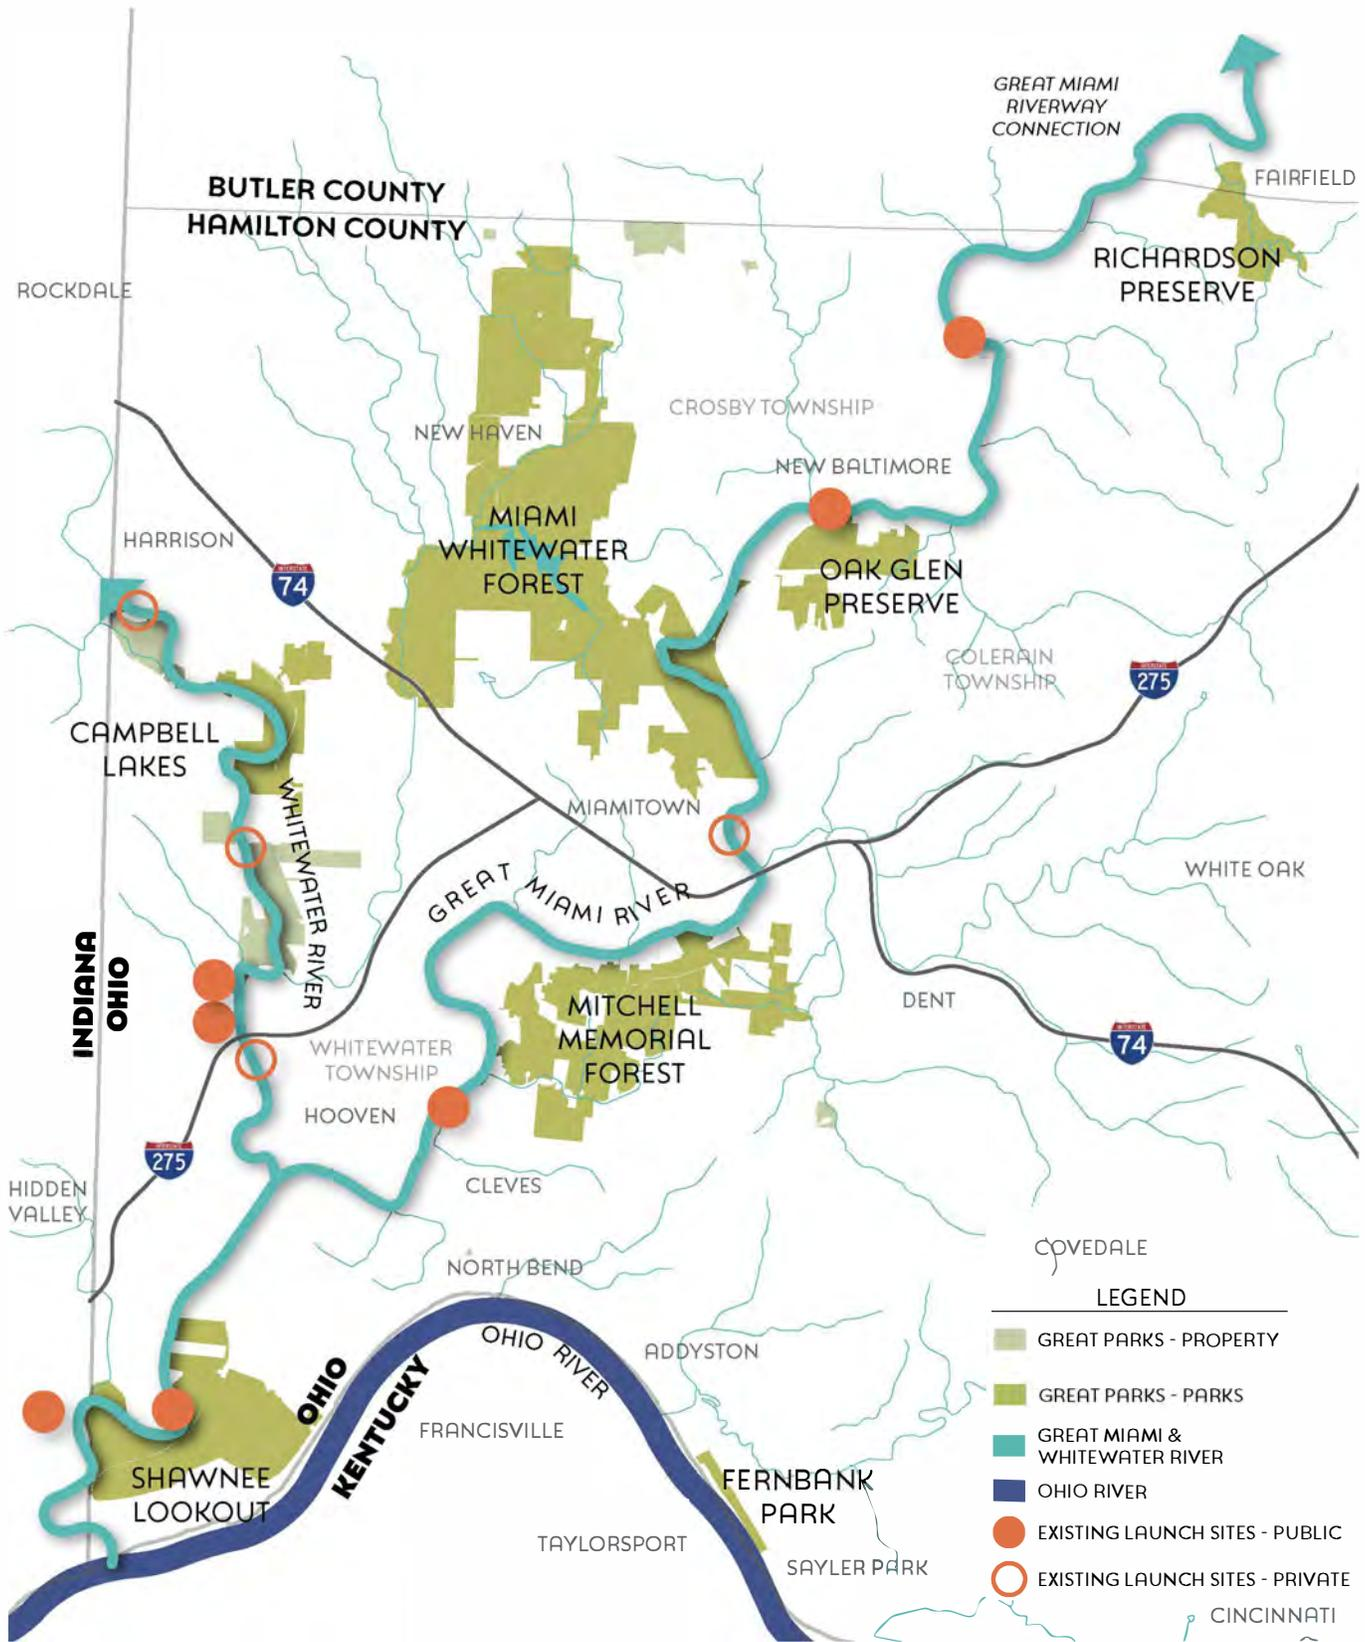 GREAT MIAMI
RIVERWAY
CONNECTION
FAIRFIELD
BUTLER COUNTY
HAMILTON COUNTY
RICHARDSON
PRESERVE
ROCKDALE
CROSBY TOWNSHIP
NEW HAVEN
NEW BALTIMORE
MIAMI
WHITEWATER
FOREST
HARRISON
INTERSTATE
74
OAK GLEN
PRESERVE
COLERAIN
TOWNSHIP
INTERSTATE
275
CAMPBELL
LAKES
WHITEWATER RIVER
MIAMITOWN
GREAT MIAMI RIVER
WHITE OAK
INDIANA
OHIO
MITCHELL
MEMORIAL
FOREST
DENT
INTERSTATE
74
WHITEWATER
TOWNSHIP
HOOVEN
INTERSTATE
275
HIDDEN
VALLEY
CLEVES
NORTH BEND
COVEDALE
OHIO RIVER
ADDYSTON
OHIO
KENTUCKY
FRANCISVILLE
SHAWNEE
LOOKOUT
FERNBANK
PARK
TAYLORSPORT
SAYLER PARK
LEGEND
GREAT PARKS - PROPERTY
GREAT PARKS - PARKS
GREAT MIAMI &
WHITEWATER RIVER
OHIO RIVER
EXISTING LAUNCH SITES - PUBLIC
EXISTING LAUNCH SITES - PRIVATE
CINCINNATI